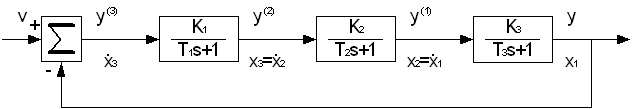 v + y⁽³⁾ K₁ y⁽²⁾ K₂ y⁽¹⁾ K₃ y
Σ T₁s+1 T₂s+1 T₃s+1
- ẋ₃ x₃=ẋ₂ x₂=ẋ₁ x₁